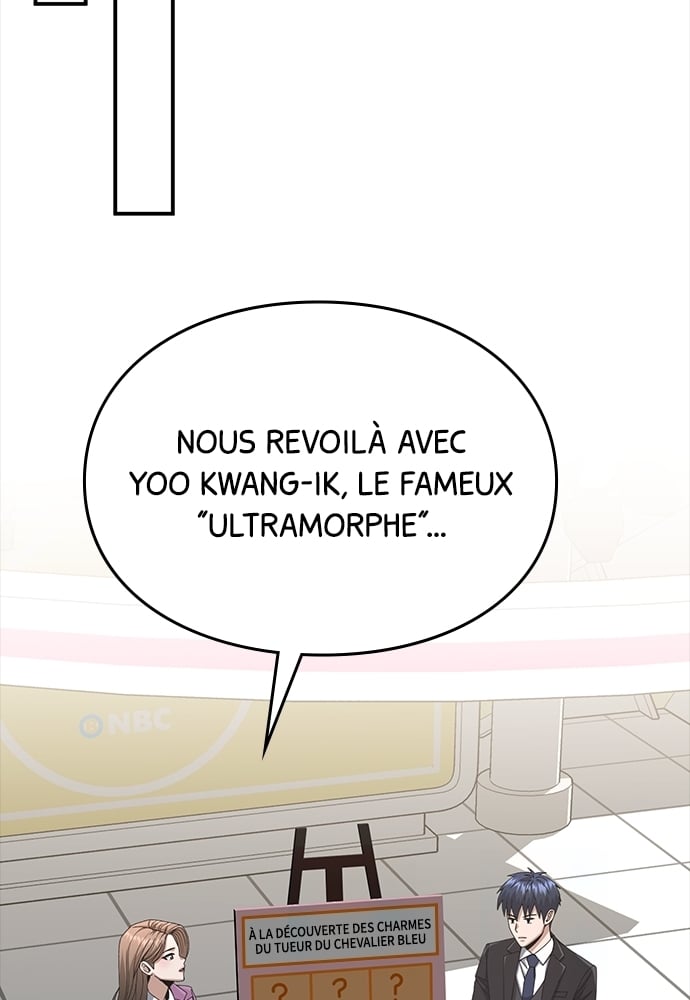 NOUS REVOILÀ AVEC
YOO KWANG-IK, LE FAMEUX
"ULTRAMORPHE"...
NBC
À LA DÉCOUVERTE DES CHARMES
DU TUEUR DU CHEVALIER BLEU
? ? ?